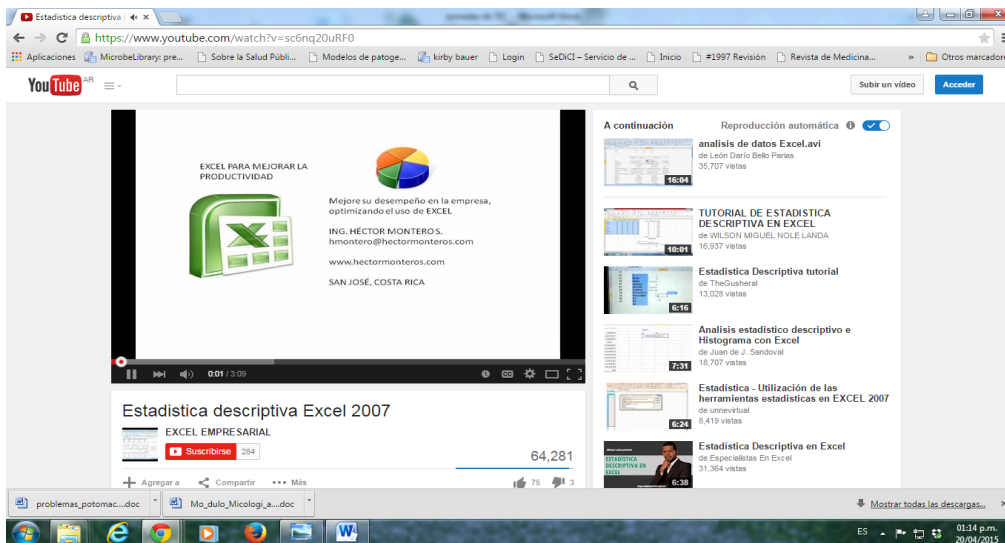 Estadistica descriptiva
https://www.youtube.com/watch?v=sc6nq20uRF0
Aplicaciones
MicrobeLibrary: pre...
Sobre la Salud Públi...
Modelos de patoge...
kirby bauer
Login
SeDiCI – Servicio de ...
Inicio
#1997 Revisión
Revista de Medicina...
»
Otros marcadore
YouTube AR
Subir un vídeo
Acceder
EXCEL PARA MEJORAR LA
PRODUCTIVIDAD
Mejore su desempeño en la empresa,
optimizando el uso de EXCEL
ING. HÉCTOR MONTERO S.
hmontero@hectormonteros.com
www.hectormonteros.com
SAN JOSÉ, COSTA RICA
0:01 / 3:09
Estadistica descriptiva Excel 2007
EXCEL EMPRESARIAL
Suscribirse 284
64,281
Agregar a
Compartir
Más
75
3
A continuación
Reproducción automática
analisis de datos Excel.avi
de León Darío Bello Parias
35,707 vistas
16:04
TUTORIAL DE ESTADISTICA
DESCRIPTIVA EN EXCEL
de WILSON MIGUEL NOLE LANDA
16,937 vistas
10:01
Estadística Descriptiva tutorial
de TheGusheral
13,028 vistas
6:16
Analisis estadistico descriptivo e
Histograma con Excel
de Juan de J. Sandoval
18,707 vistas
7:31
Estadística - Utilización de las
herramientas estadisticas en EXCEL 2007
de unnevirtual
8,419 vistas
6:24
Estadística Descriptiva en Excel
de Especialistas En Excel
31,364 vistas
ESTADÍSTICA
DESCRIPTIVA EN
EXCEL
6:38
problemas_potomac....doc
Mo_dulo_Micologi_a....doc
Mostrar todas las descargas...
ES
01:14 p.m.
20/04/2015